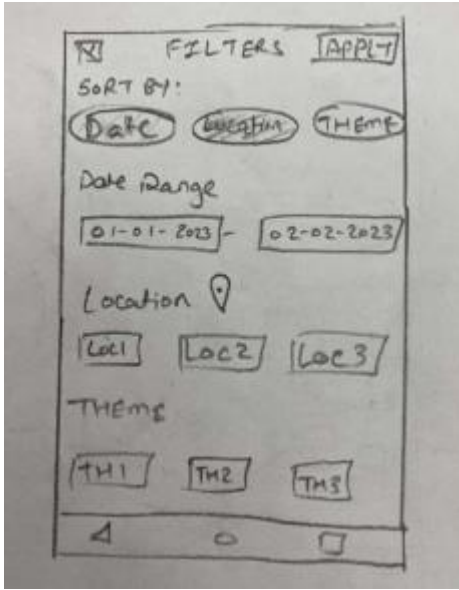 X FILTERS APPLY
SORT BY:
Date Location THEME
Date Range
01-01-2023 - 02-02-2023
Location
LOC1 LOC2 LOC3
THEME
TH1 TH2 TH3